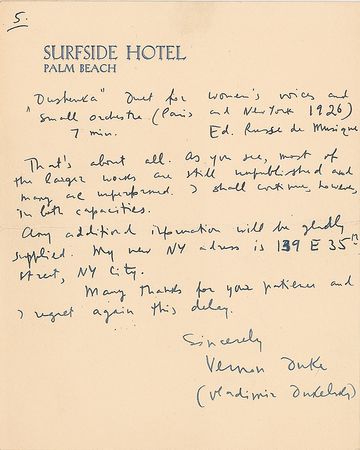 5.
SURFSIDE HOTEL
PALM BEACH
"Dushenka" Duet for women's voices and
small orchestre (Paris and New York 1926)
7 min. Ed. Russe de Musique
That's about all. As you see, most of
the larger works are still unpublished and
many are unperformed. I shall continue, however,
in both capacities.
Any additional information will be gladly
supplied. My new NY adress is 139 E 35th
street, NY City.
Many thanks for your patience and
I regret again this delay.
Sincerely
Vernon Duke
(Vladimir Dukelsky)